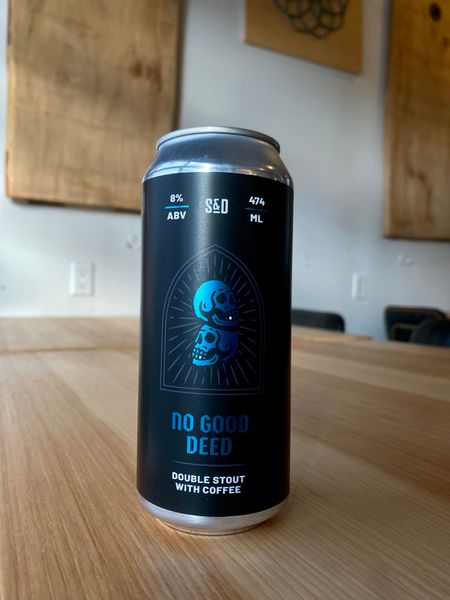 8%
ABV
S&D
474
ML
NO GOOD
DEED
DOUBLE STOUT
WITH COFFEE